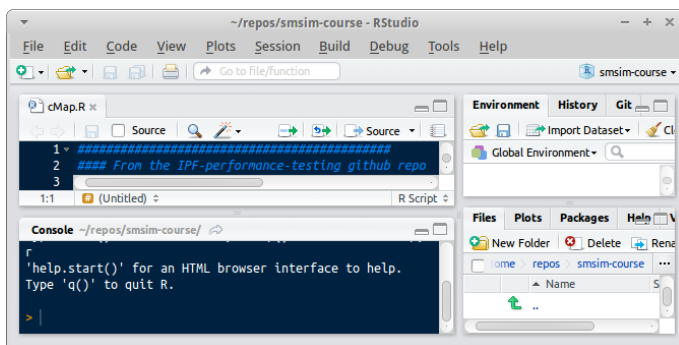 ~/repos/smsim-course - RStudio
File Edit Code View Plots Session Build Debug Tools Help
Go to file/function
smsim-course
cMap.R
Source
Source
1 ############################################
2 #### From the IPF-performance-testing github repo
3
1:1 (Untitled) R Script
Console ~/repos/smsim-course/
r
'help.start()' for an HTML browser interface to help.
Type 'q()' to quit R.
>
Environment History Git
Import Dataset
Global Environment
Files Plots Packages Help
New Folder Delete
repos smsim-course ...
Name
..